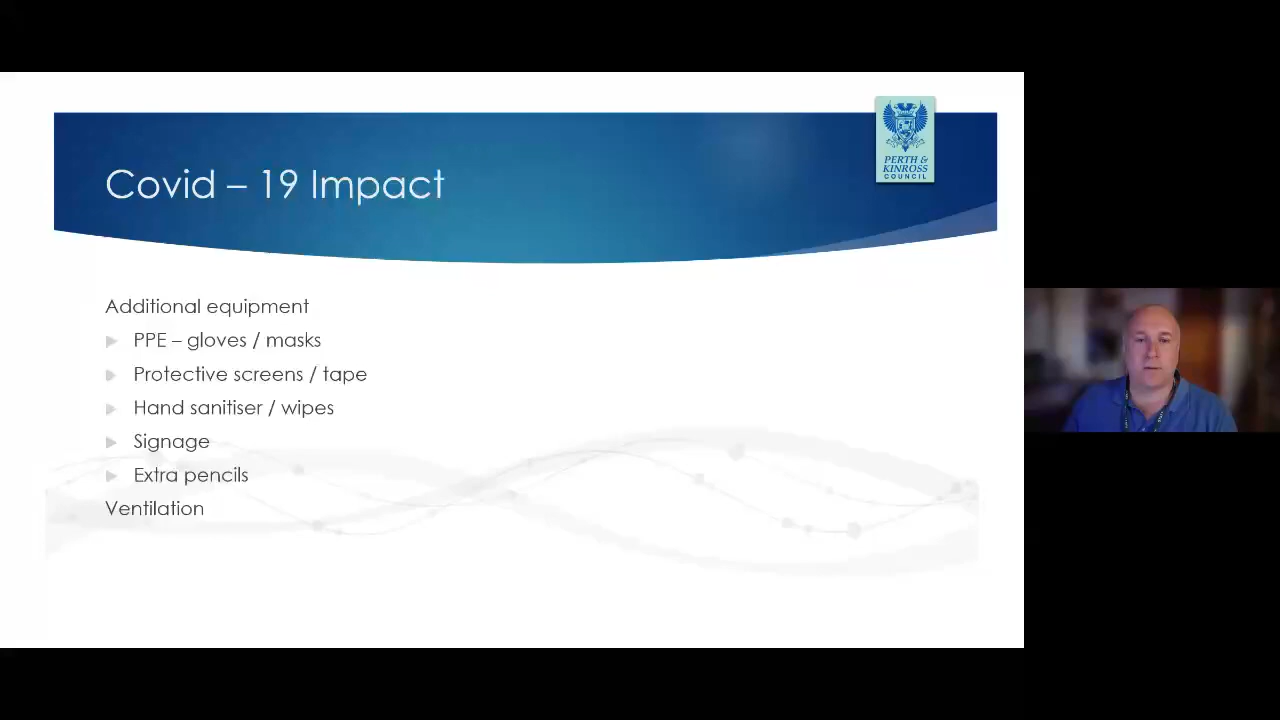 Covid – 19 Impact
PERTH &
KINROSS
COUNCIL
Additional equipment
PPE – gloves / masks
Protective screens / tape
Hand sanitiser / wipes
Signage
Extra pencils
Ventilation